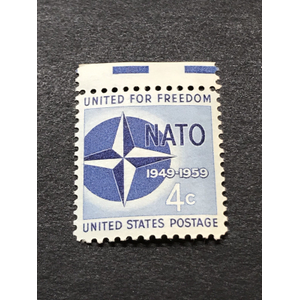 UNITED FOR FREEDOM
NATO
1949-1959
4c
UNITED STATES POSTAGE